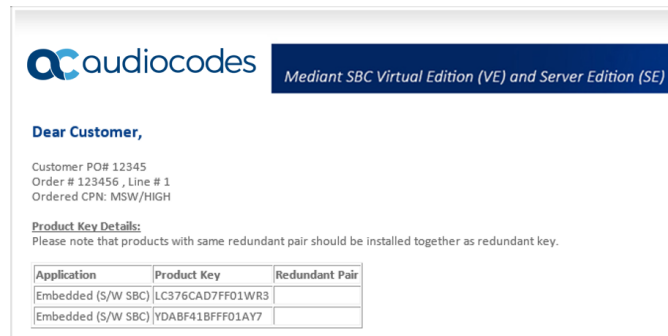 audiocodes
Mediant SBC Virtual Edition (VE) and Server Edition (SE)
Dear Customer,
Customer PO# 12345
Order # 123456 , Line # 1
Ordered CPN: MSW/HIGH
Product Key Details:
Please note that products with same redundant pair should be installed together as redundant key.
Application Product Key Redundant Pair
Embedded (S/W SBC) LC376CAD7FF01WR3
Embedded (S/W SBC) YDABF41BFFF01AY7